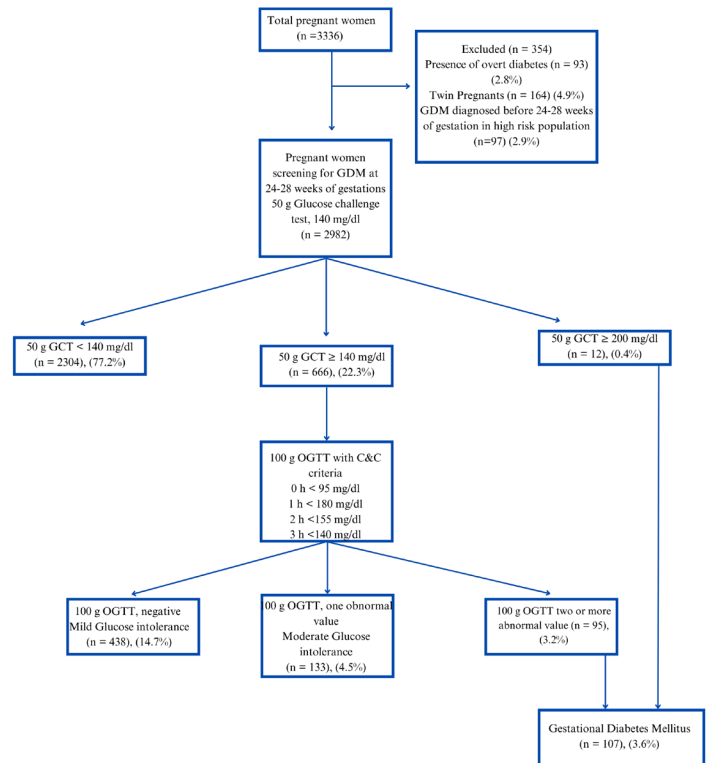 Total pregnant women
(n =3336)
Excluded (n = 354)
Presence of overt diabetes (n = 93)
(2.8%)
Twin Pregnants (n = 164) (4.9%)
GDM diagnosed before 24-28 weeks
of gestation in high risk population
(n=97) (2.9%)
Pregnant women
screening for GDM at
24-28 weeks of gestations
50 g Glucose challenge
test, 140 mg/dl
(n = 2982)
50 g GCT < 140 mg/dl
(n = 2304), (77.2%)
50 g GCT ≥ 140 mg/dl
(n = 666), (22.3%)
50 g GCT ≥ 200 mg/dl
(n = 12), (0.4%)
100 g OGTT with C&C
criteria
0 h < 95 mg/dl
1 h < 180 mg/dl
2 h <155 mg/dl
3 h <140 mg/dl
100 g OGTT, negative
Mild Glucose intolerance
(n = 438), (14.7%)
100 g OGTT, one obnormal
value
Moderate Glucose
intolerance
(n = 133), (4.5%)
100 g OGTT two or more
abnormal value (n = 95),
(3.2%)
Gestational Diabetes Mellitus
(n = 107), (3.6%)